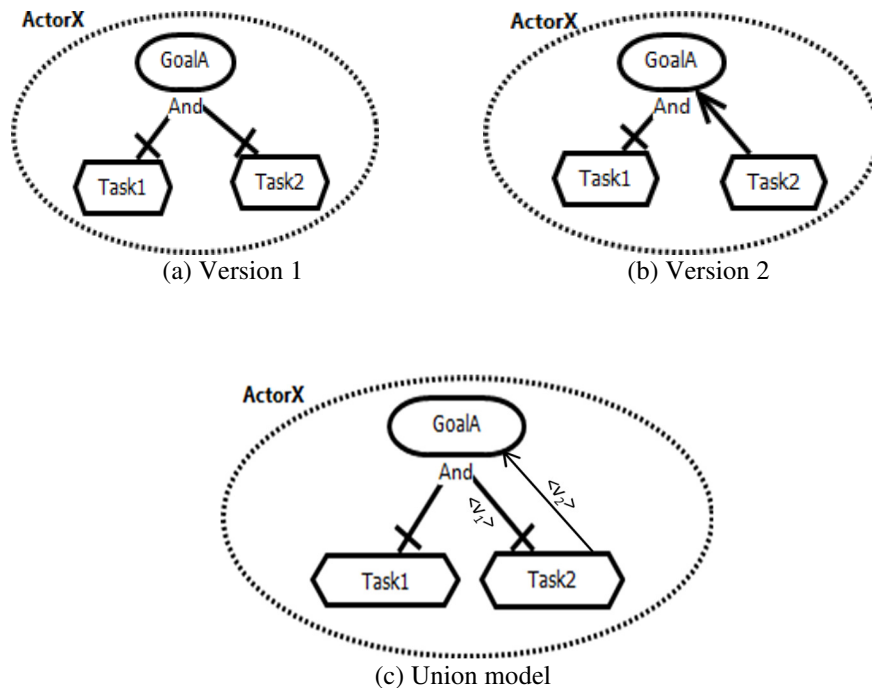 ActorX
GoalA
And
Task1
Task2
(a) Version 1
ActorX
GoalA
And
Task1
Task2
(b) Version 2
ActorX
GoalA
And
<v₁>
<v₂>
Task1
Task2
(c) Union model